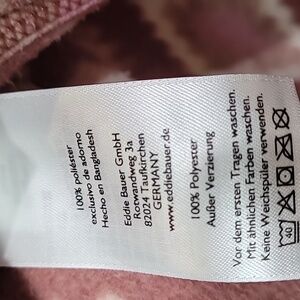 100% poliéster
exclusivo de adorno
Hecho en Bangladesh
Eddie Bauer GmbH
Rotwandweg 3a
82024 Taufkirchen
GERMANY
www.eddiebauer.de
100% Polyester
Außer Verzierung
Vor dem ersten Tragen waschen.
Mit ähnlichen Farben waschen.
Keine Weichspüler verwenden.
40